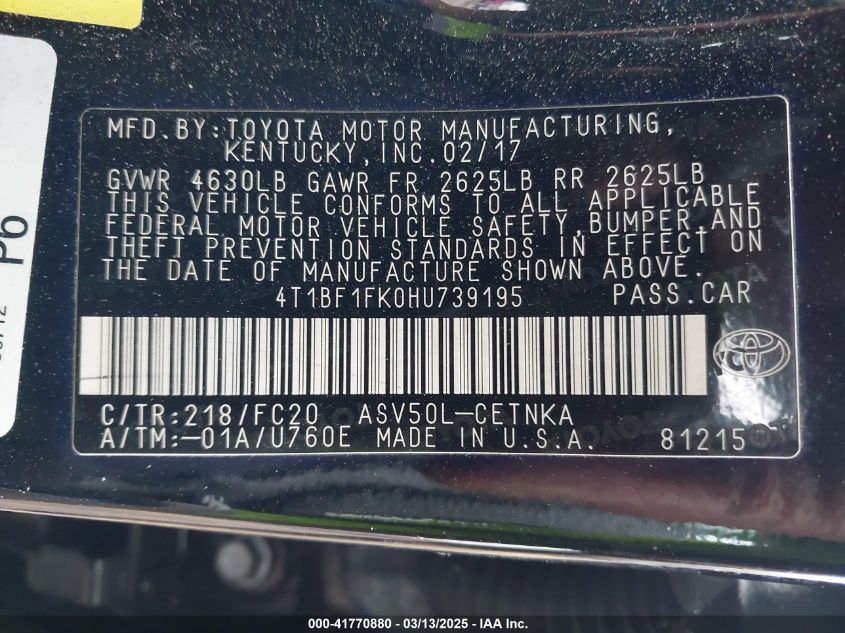 MFD. BY: TOYOTA MOTOR MANUFACTURING,
KENTUCKY, INC. 02/17
GVWR 4630LB GAWR FR 2625LB RR 2625LB
THIS VEHICLE CONFORMS TO ALL APPLICABLE
FEDERAL MOTOR VEHICLE SAFETY, BUMPER, AND
THEFT PREVENTION STANDARDS IN EFFECT ON
THE DATE OF MANUFACTURE SHOWN ABOVE.
4T1BF1FK0HU739195 PASS. CAR
C/TR: 218/FC20 ASV50L-CETNKA
A/TM: -01A/U760E MADE IN U.S.A. 81215
000-41770880 / 03/13/2025 - IAA Inc.